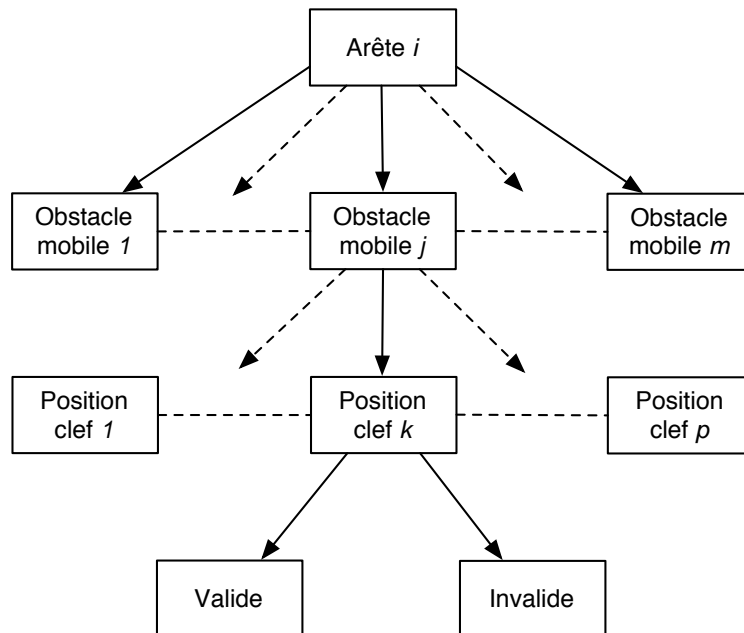 Arête i
Obstacle
mobile 1
Obstacle
mobile j
Obstacle
mobile m
Position
clef 1
Position
clef k
Position
clef p
Valide
Invalide